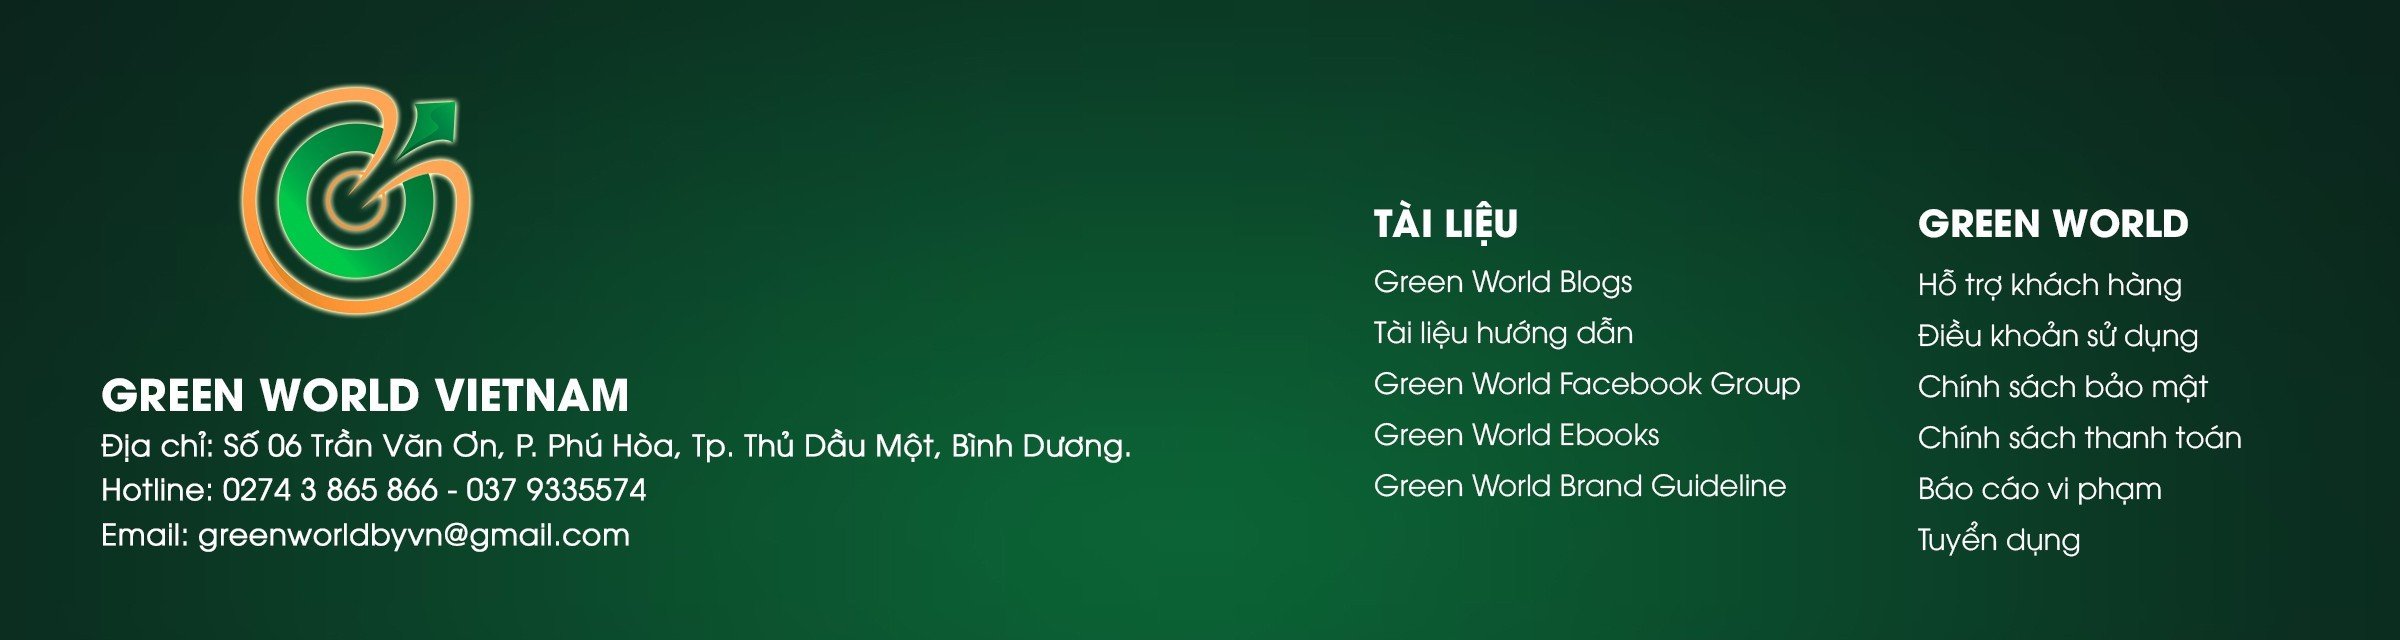 GREEN WORLD VIETNAM
Địa chỉ: Số 06 Trần Văn Ơn, P. Phú Hòa, Tp. Thủ Dầu Một, Bình Dương.
Hotline: 0274 3 865 866 - 037 9335574
Email: greenworldbyvn@gmail.com
TÀI LIỆU
Green World Blogs
Tài liệu hướng dẫn
Green World Facebook Group
Green World Ebooks
Green World Brand Guideline
GREEN WORLD
Hỗ trợ khách hàng
Điều khoản sử dụng
Chính sách bảo mật
Chính sách thanh toán
Báo cáo vi phạm
Tuyển dụng